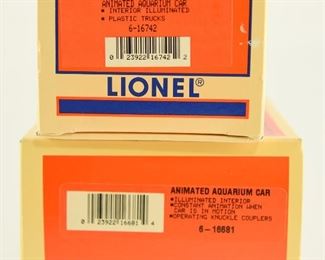 ANIMATED AQUARIUM CAR
* INTERIOR ILLUMINATED
* PLASTIC TRUCKS
6-16742
0 23922 16742 2
LIONEL®
ANIMATED AQUARIUM CAR
*ILLUMINATED INTERIOR
*CONSTANT ANIMATION WHEN
CAR IS IN MOTION
*OPERATING KNUCKLE COUPLERS
0 23922 16681 4
6-16681